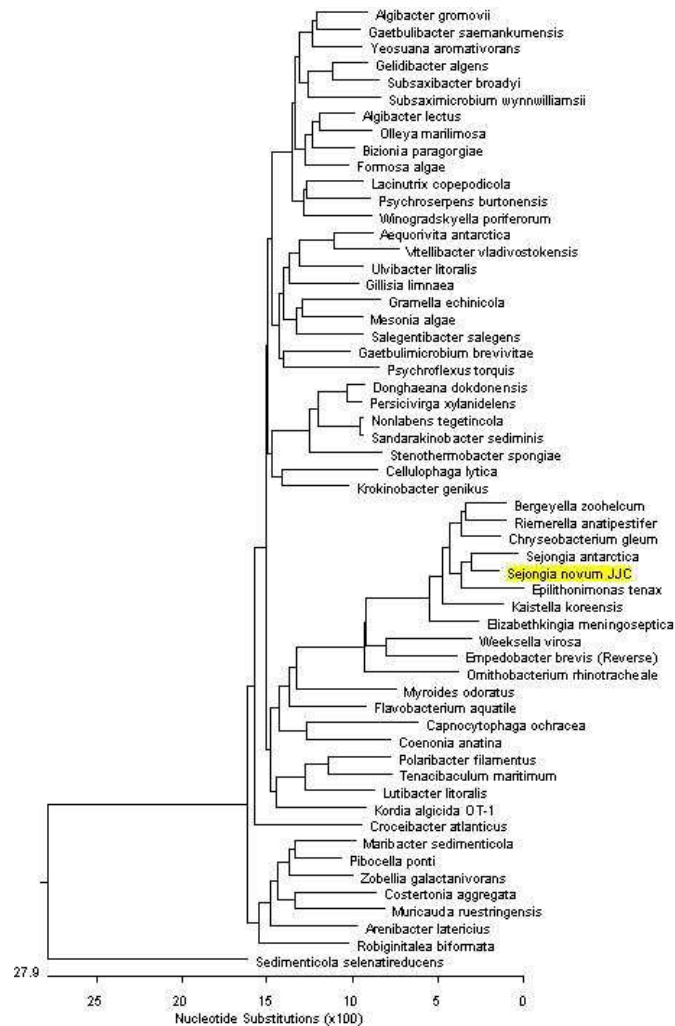 Algibacter gromovii
Gaetbulibacter saemankumensis
Yeosuana aromativorans
Gelidibacter algens
Subsaxibacter broadyi
Subsaximicrobium wynnwilliamsii
Algibacter lectus
Olleya marilimosa
Bizionia paragorgiae
Formosa algae
Lacinutrix copepodicola
Psychroserpens burtonensis
Winogradskyella poriferorum
Aequorivita antarctica
Vitellibacter vladivostokensis
Ulvibacter litoralis
Gillisia limnaea
Gramella echinicola
Mesonia algae
Salegentibacter salegens
Gaetbulimicrobium brevivitae
Psychroflexus torquis
Donghaeana dokdonensis
Persicivirga xylanidelens
Nonlabens tegetincola
Sandarakinobacter sediminis
Stenothermobacter spongiae
Cellulophaga lytica
Krokinobacter genikus
Bergeyella zoohelcum
Riemerella anatipestifer
Chryseobacterium gleum
Sejongia antarctica
Sejongia novum JJC
Epilithonimonas tenax
Kaistella koreensis
Elizabethkingia meningoseptica
Weeksella virosa
Empedobacter brevis (Reverse)
Ornithobacterium rhinotracheale
Myroides odoratus
Flavobacterium aquatile
Capnocytophaga ochracea
Coenonia anatina
Polaribacter filamentus
Tenacibaculum maritimum
Lutibacter litoralis
Kordia algicida OT-1
Croceibacter atlanticus
Maribacter sedimenticola
Pibocella ponti
Zobellia galactanivorans
Costertonia aggregata
Muricauda ruestringensis
Arenibacter latericius
Robiginitalea biformata
Sedimenticola selenatireducens
27.9
25 20 15 10 5 0
Nucleotide Substitutions (x100)